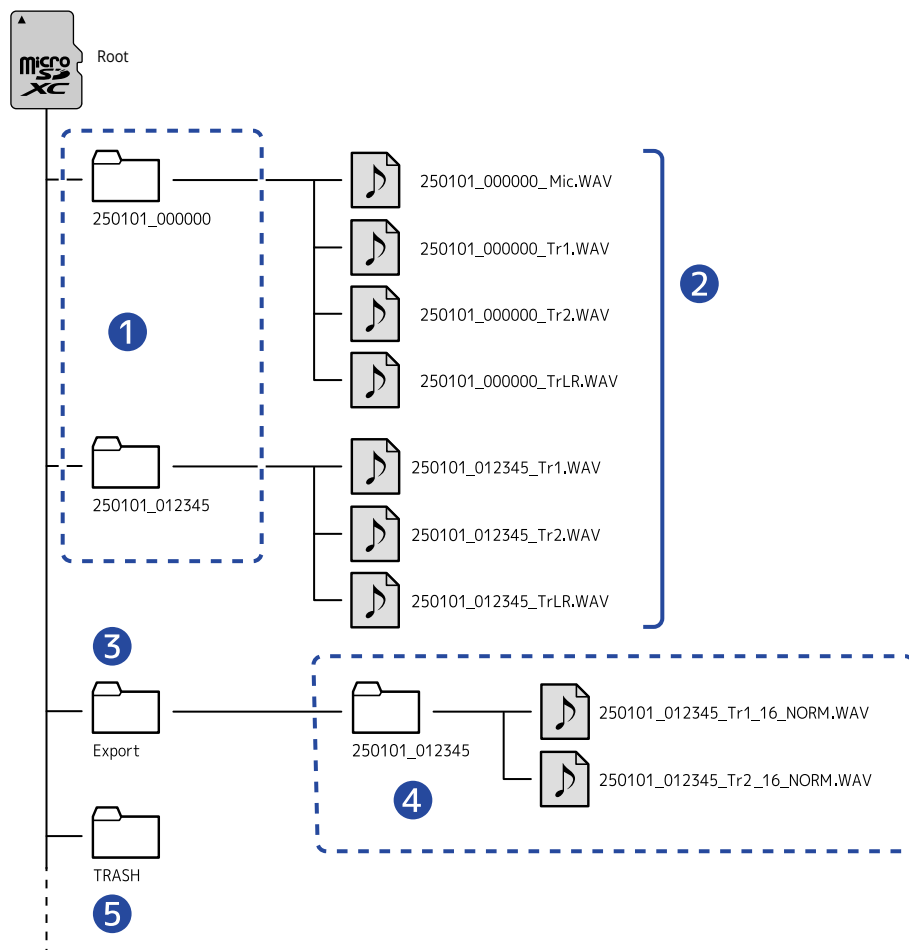 Micro
SD
XC
Root
250101_000000
250101_000000_Mic.WAV
250101_000000_Tr1.WAV
250101_000000_Tr2.WAV
250101_000000_TrLR.WAV
1
2
250101_012345
250101_012345_Tr1.WAV
250101_012345_Tr2.WAV
250101_012345_TrLR.WAV
3
Export
250101_012345
250101_012345_Tr1_16_NORM.WAV
250101_012345_Tr2_16_NORM.WAV
4
TRASH
5